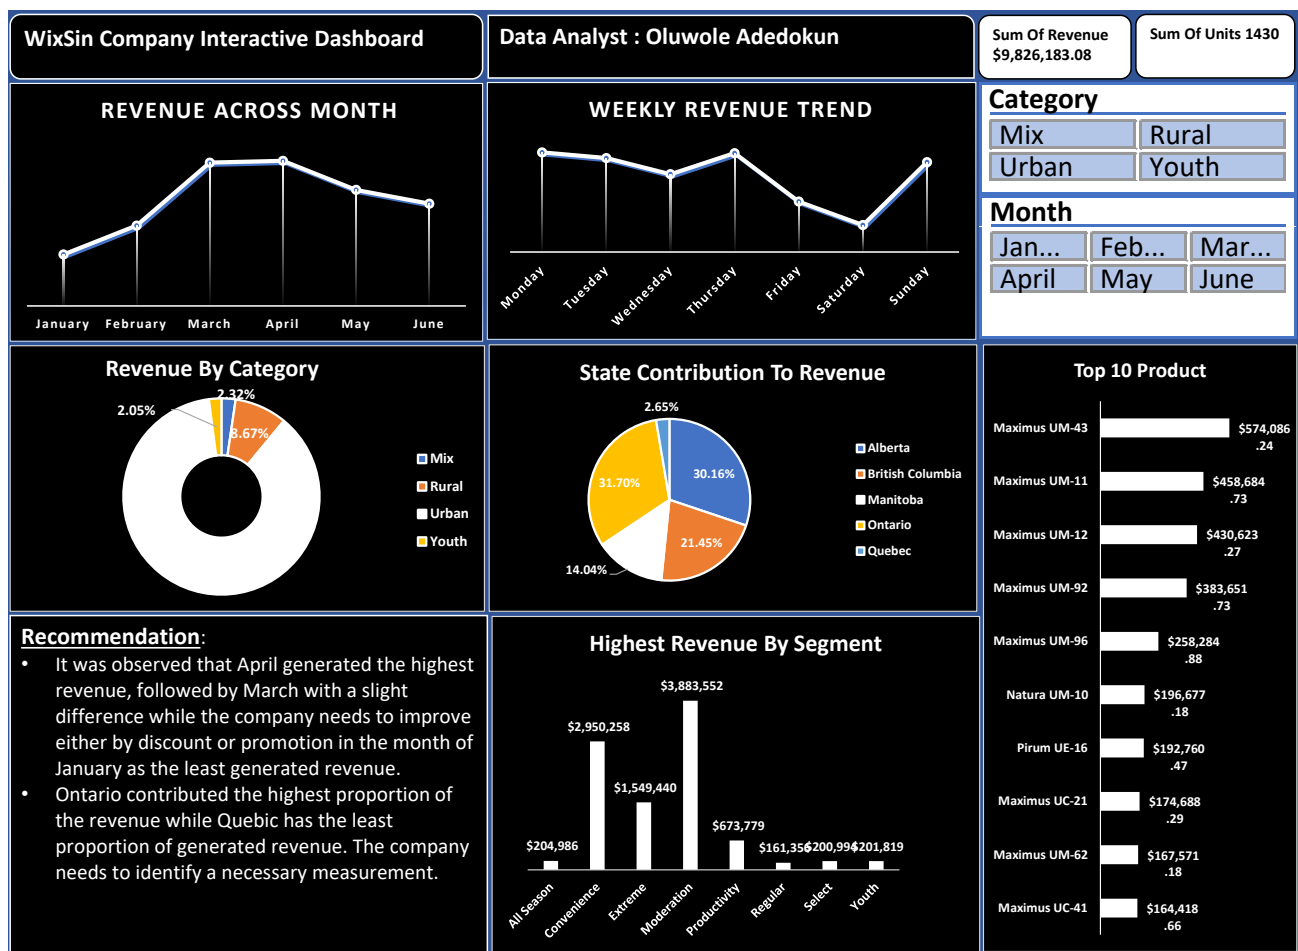 WixSin Company Interactive Dashboard
Data Analyst : Oluwole Adedokun
Sum Of Revenue
$9,826,183.08
Sum Of Units 1430
REVENUE ACROSS MONTH
January February March April May June
WEEKLY REVENUE TREND
Monday Tuesday Wednesday Thursday Friday Saturday Sunday
Category
Mix Rural
Urban Youth
Month
Jan... Feb... Mar...
April May June
Revenue By Category
2.32%
2.05%
8.67%
Mix
Rural
Urban
Youth
State Contribution To Revenue
2.65%
30.16%
31.70%
21.45%
14.04%
Alberta
British Columbia
Manitoba
Ontario
Quebec
Top 10 Product
Maximus UM-43 $574,086
.24
Maximus UM-11 $458,684
.73
Maximus UM-12 $430,623
.27
Maximus UM-92 $383,651
.73
Maximus UM-96 $258,284
.88
Natura UM-10 $196,677
.18
Pirum UE-16 $192,760
.47
Maximus UC-21 $174,688
.29
Maximus UM-62 $167,571
.18
Maximus UC-41 $164,418
.66
Recommendation:
• It was observed that April generated the highest
revenue, followed by March with a slight
difference while the company needs to improve
either by discount or promotion in the month of
January as the least generated revenue.
• Ontario contributed the highest proportion of
the revenue while Quebic has the least
proportion of generated revenue. The company
needs to identify a necessary measurement.
Highest Revenue By Segment
$3,883,552
$2,950,258
$1,549,440
$673,779
$204,986 $161,356 $200,994 $201,819
All Season Convenience Extreme Moderation Productivity Regular Select Youth